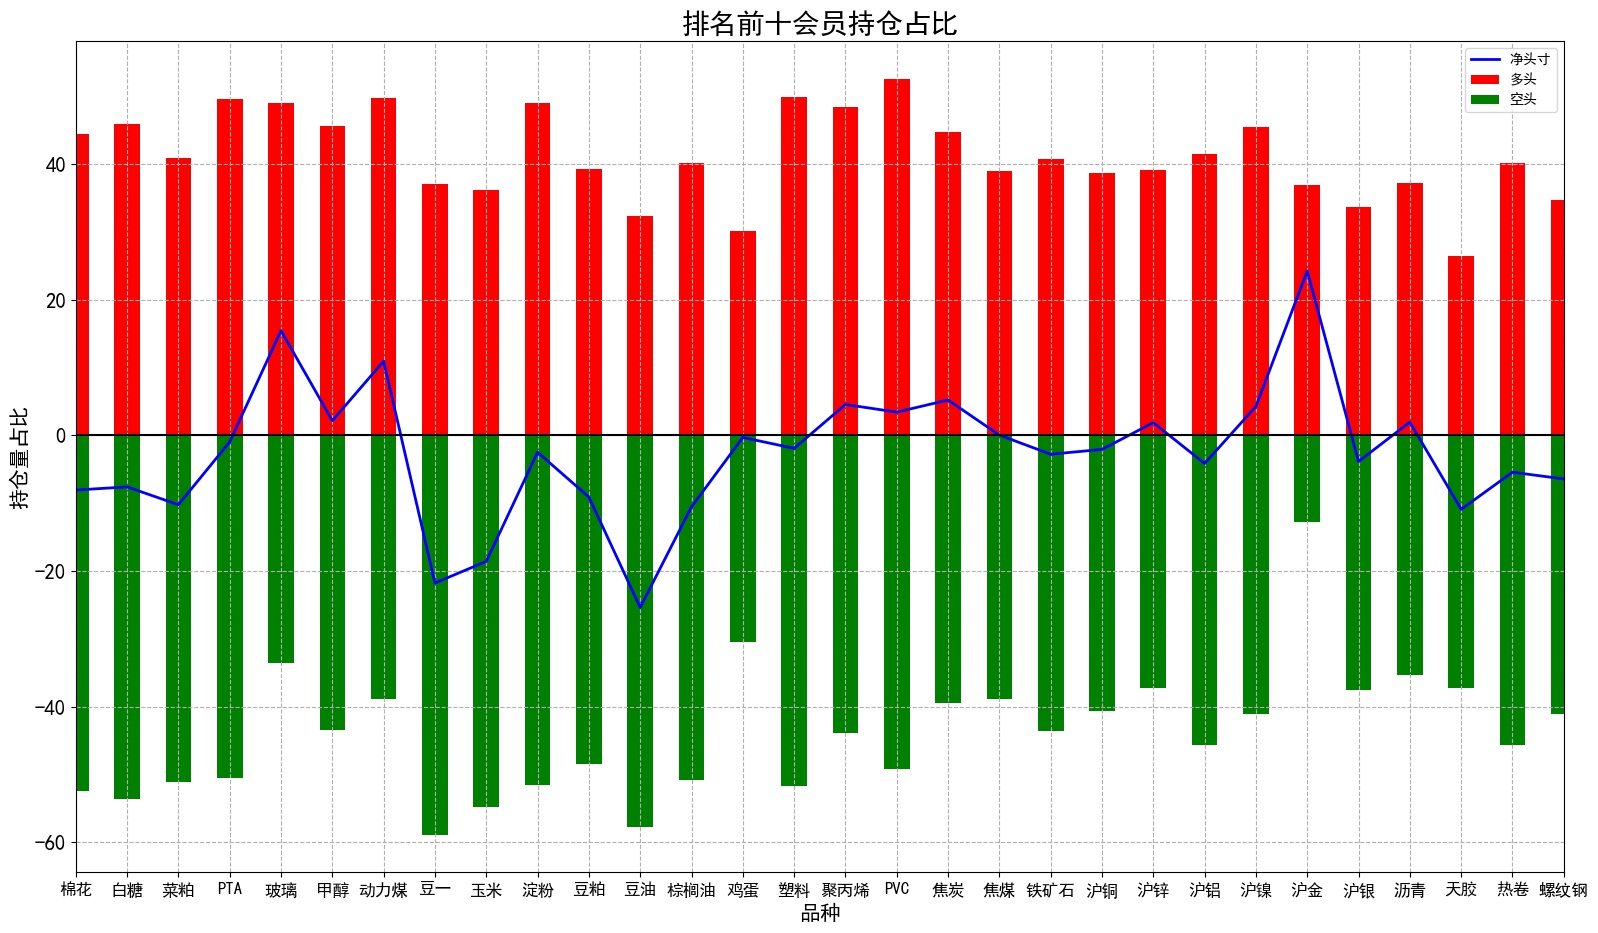 排名前十会员持仓占比
净头寸
多头
空头
持仓量占比
40
20
0
−20
−40
−60
棉花 白糖 菜粕 PTA 玻璃 甲醇 动力煤 豆一 玉米 淀粉 豆粕 豆油 棕榈油 鸡蛋 塑料 聚丙烯 PVC 焦炭 焦煤 铁矿石 沪铜 沪锌 沪铝 沪镍 沪金 沪银 沥青 天胶 热卷 螺纹钢
品种